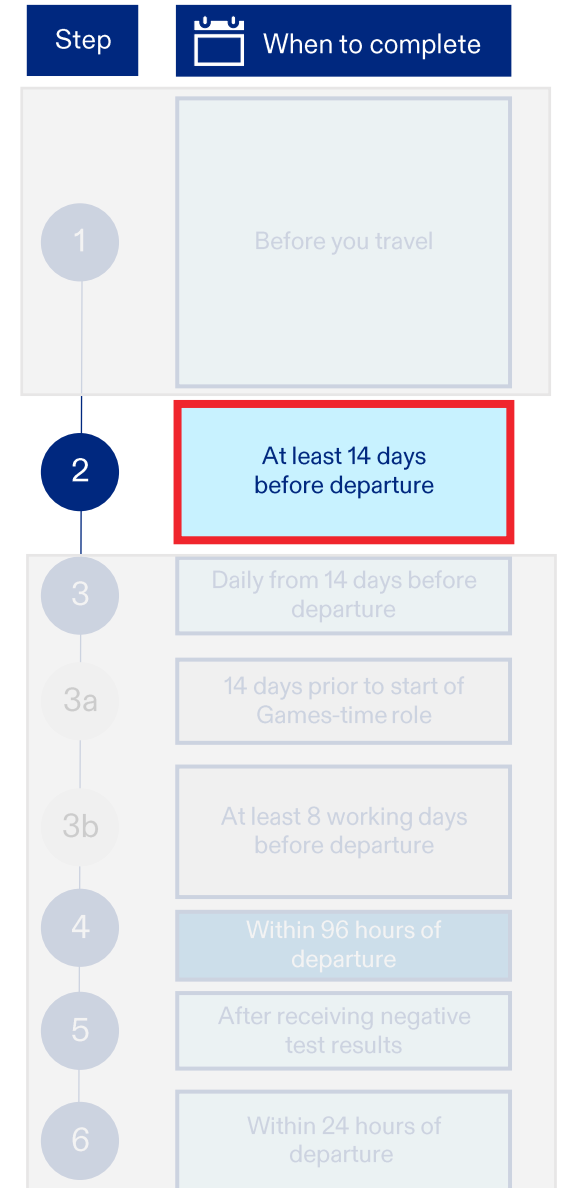 Step
When to complete
1
Before you travel
2
At least 14 days
before departure
3
Daily from 14 days before
departure
3a
14 days prior to start of
Games-time role
3b
At least 8 working days
before departure
4
Within 96 hours of
departure
5
After receiving negative
test results
6
Within 24 hours of
departure